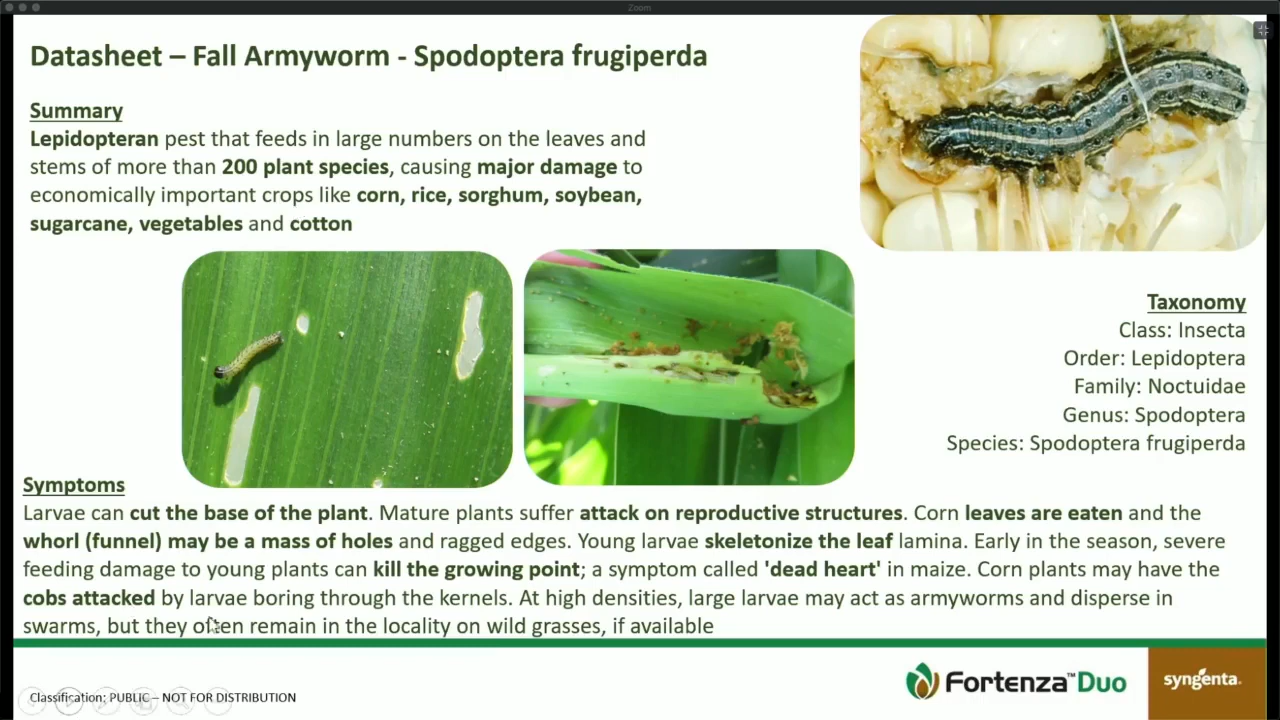 Zoom
Datasheet – Fall Armyworm - Spodoptera frugiperda
Summary
Lepidopteran pest that feeds in large numbers on the leaves and
stems of more than 200 plant species, causing major damage to
economically important crops like corn, rice, sorghum, soybean,
sugarcane, vegetables and cotton
Taxonomy
Class: Insecta
Order: Lepidoptera
Family: Noctuidae
Genus: Spodoptera
Species: Spodoptera frugiperda
Symptoms
Larvae can cut the base of the plant. Mature plants suffer attack on reproductive structures. Corn leaves are eaten and the
whorl (funnel) may be a mass of holes and ragged edges. Young larvae skeletonize the leaf lamina. Early in the season, severe
feeding damage to young plants can kill the growing point; a symptom called 'dead heart' in maize. Corn plants may have the
cobs attacked by larvae boring through the kernels. At high densities, large larvae may act as armyworms and disperse in
swarms, but they often remain in the locality on wild grasses, if available
Classification: PUBLIC – NOT FOR DISTRIBUTION
Fortenza™ Duo
syngenta.